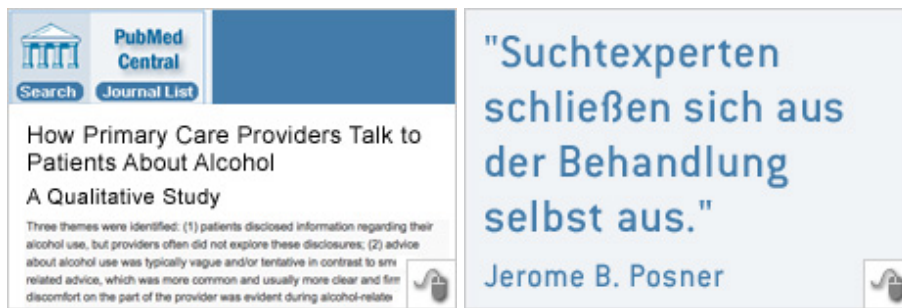 PubMed
Central
Search
Journal List
How Primary Care Providers Talk to
Patients About Alcohol
A Qualitative Study
Three themes were identified: (1) patients disclosed information regarding their
alcohol use, but providers often did not explore these disclosures; (2) advice
about alcohol use was typically vague and/or tentative in contrast to
related advice, which was more common and usually more clear and
discomfort on the part of the provider was evident during
"Suchtexperten
schließen sich aus
der Behandlung
selbst aus."
Jerome B. Posner